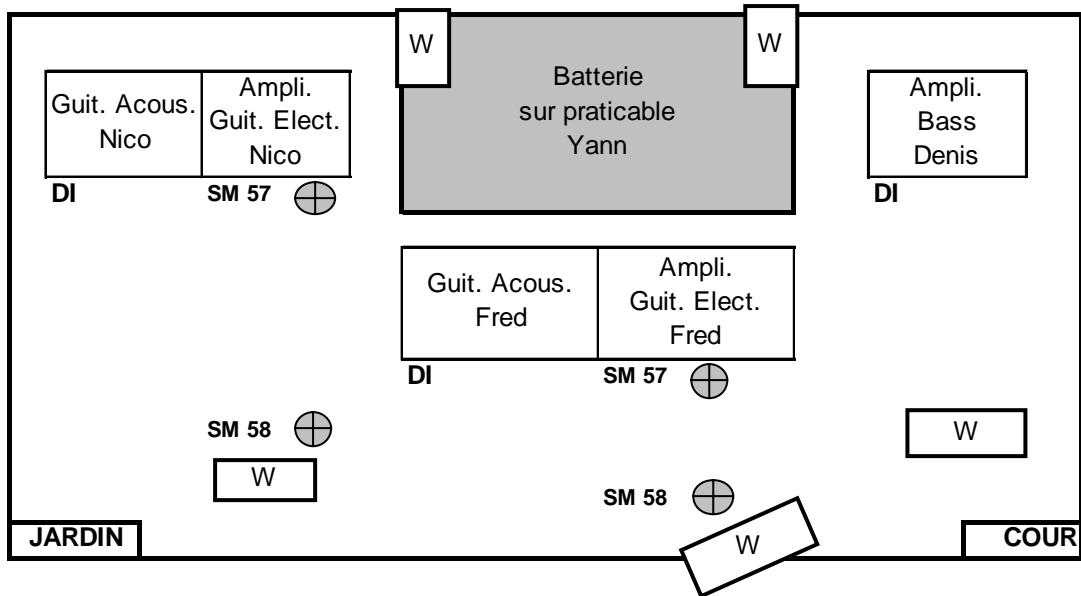 W
W
Batterie
sur praticable
Yann
Guit. Acous.
Nico
Ampli.
Guit. Elect.
Nico
Ampli.
Bass
Denis
DI
SM 57
DI
Guit. Acous.
Fred
Ampli.
Guit. Elect.
Fred
DI
SM 57
SM 58
W
W
SM 58
W
JARDIN
COUR